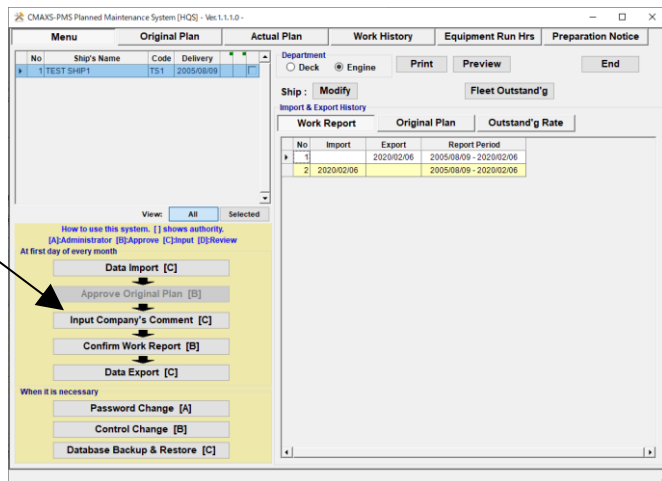 CMAXS-PMS Planned Maintenance System [HQS] - Ver.1.1.1.0 -
Menu Original Plan Actual Plan Work History Equipment Run Hrs Preparation Notice
No Ship's Name Code Delivery
1 TEST SHIP1 TS1 2005/08/09
Department
Deck Engine Print Preview End
Ship : Modify Fleet Outstand'g
Import & Export History
Work Report Original Plan Outstand'g Rate
No Import Export Report Period
1 2020/02/06 2005/08/09 - 2020/02/06
2 2020/02/06 2005/08/09 - 2020/02/06
View: All Selected
How to use this system. [ ] shows authority.
[A]:Administrator [B]:Approve [C]:Input [D]:Review
At first day of every month
Data Import [C]
Approve Original Plan [B]
Input Company's Comment [C]
Confirm Work Report [B]
Data Export [C]
When it is necessary
Password Change [A]
Control Change [B]
Database Backup & Restore [C]